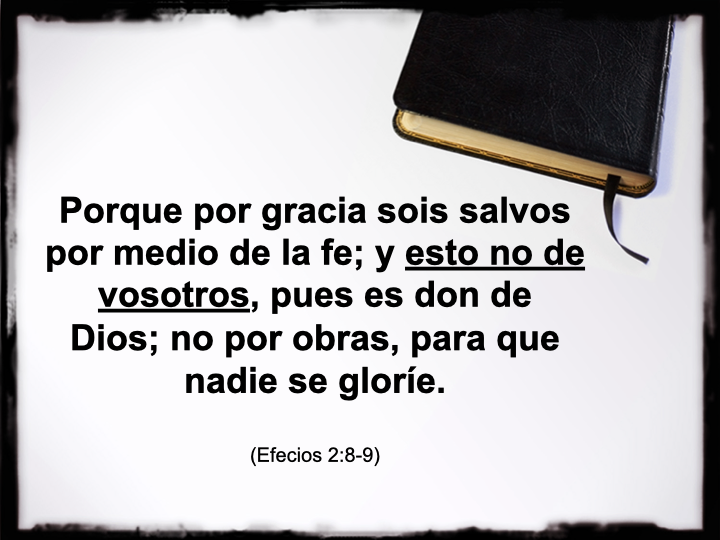 Porque por gracia sois salvos
por medio de la fe; y esto no de
vosotros, pues es don de
Dios; no por obras, para que
nadie se gloríe.
(Efecios 2:8-9)